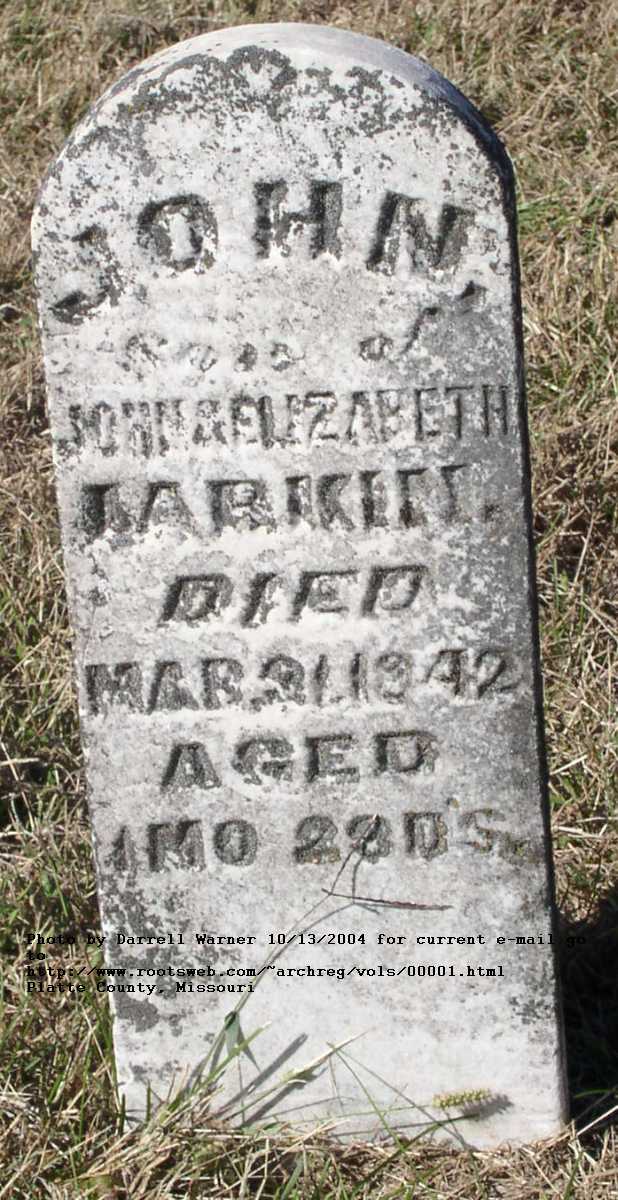 JOHN,
Son of
JOHN & ELIZABETH
LARKIN.
DIED
MAR. 31, 1842
AGED
1 MO 23 D'S.
Photo by Darrell Warner 10/13/2004 for current e-mail go
to
http://www.rootsweb.com/~archreg/vols/00001.html
Platte County, Missouri